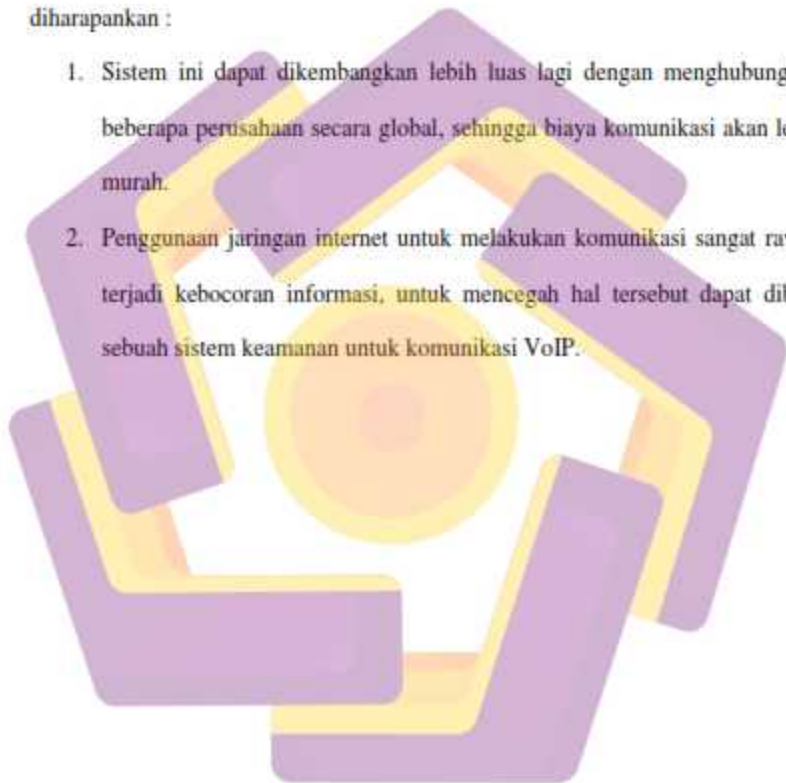 diharapankan :
1. Sistem ini dapat dikembangkan lebih luas lagi dengan menghubung
beberapa perusahaan secara global, sehingga biaya komunikasi akan le
murah.
2. Penggunaan jaringan internet untuk melakukan komunikasi sangat ra
terjadi kebocoran informasi, untuk mencegah hal tersebut dapat dib
sebuah sistem keamanan untuk komunikasi VoIP.